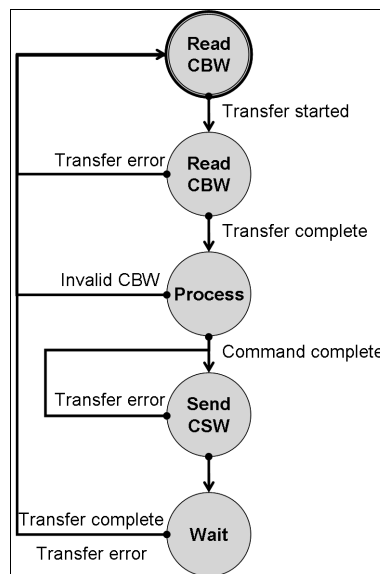 Read
CBW
Transfer started
Transfer error
Read
CBW
Transfer complete
Invalid CBW
Process
Command complete
Transfer error
Send
CSW
Transfer complete
Transfer error
Wait